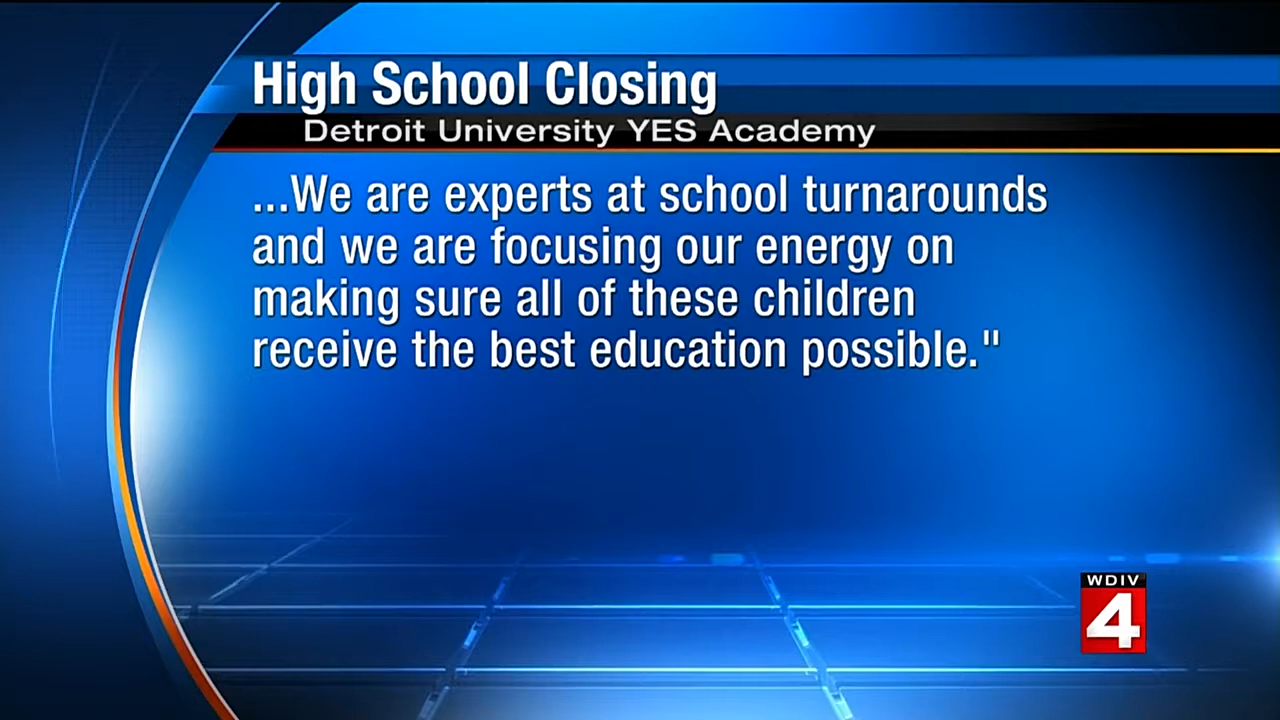 High School Closing
Detroit University YES Academy
...We are experts at school turnarounds
and we are focusing our energy on
making sure all of these children
receive the best education possible."
WDIV
4